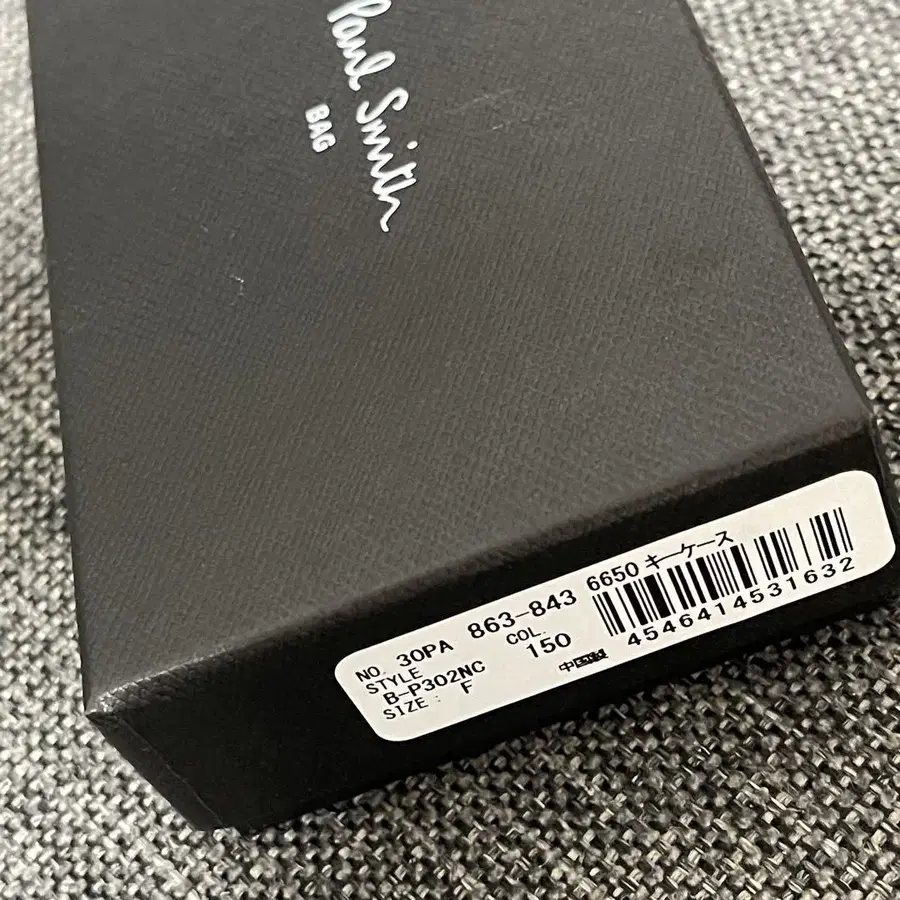 Paul Smith
BAG
NO. 30PA 863-843 6650 キーケース
STYLE COL.
B-P302NC 150
SIZE : F 中国製
4546414531632